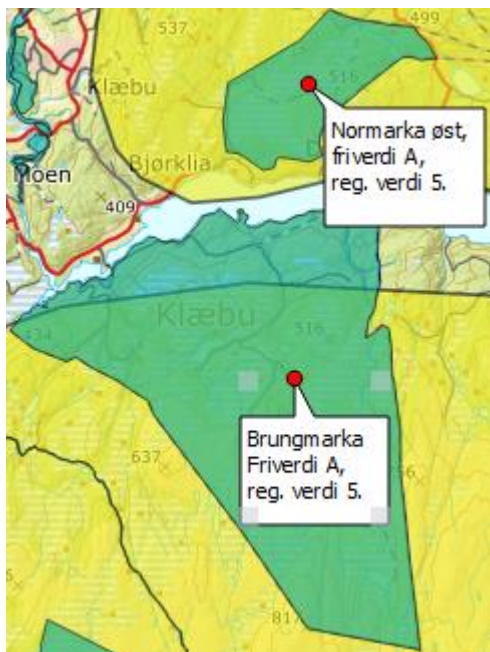 537
499
Klæbu
516
Normarka øst,
friverdi A,
reg. verdi 5.
Bjørklia
Moen
409
Klæbu
516
434
Brungmarka
Friverdi A,
reg. verdi 5.
637
817